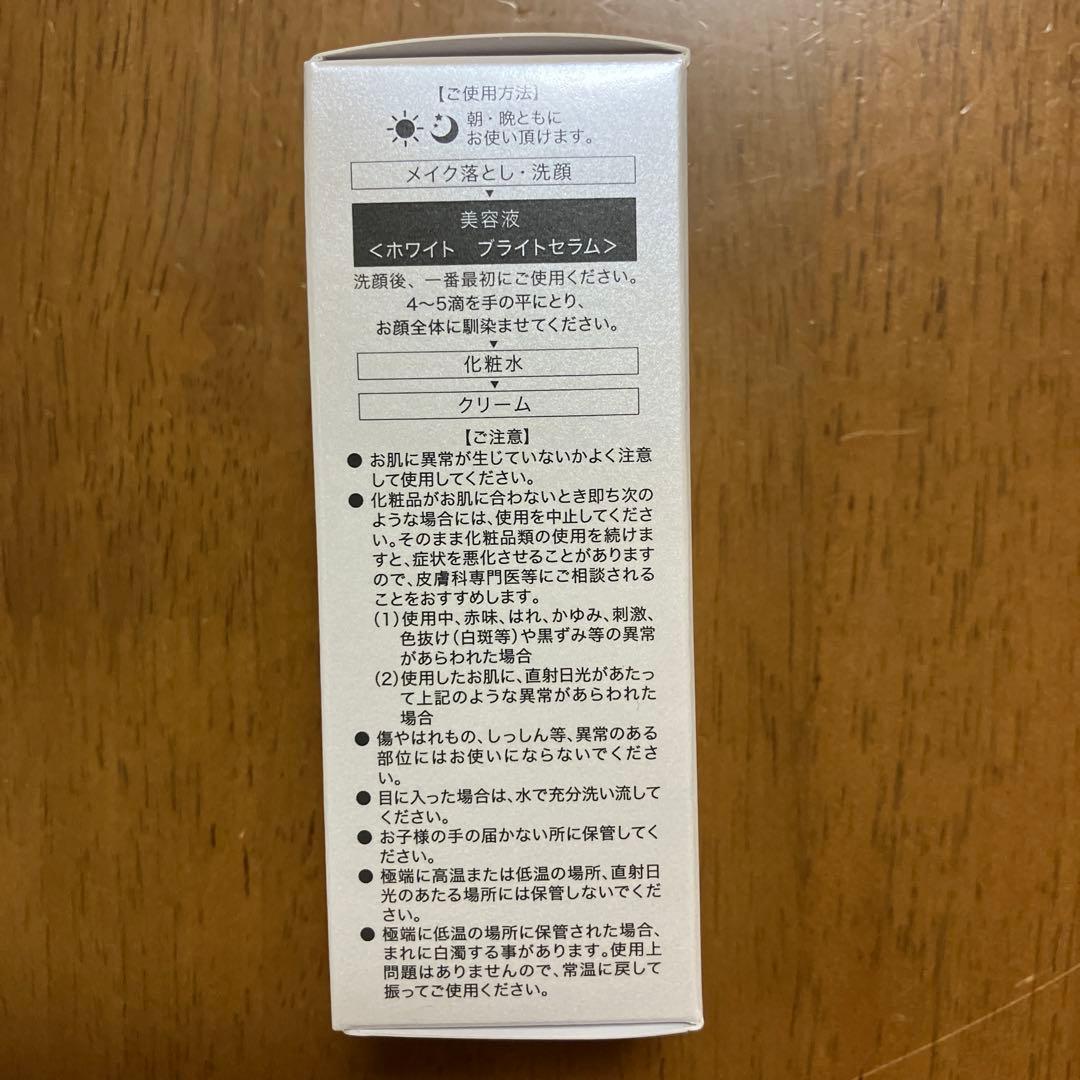 【ご使用方法】
朝・晩ともに
お使い頂けます。
メイク落とし・洗顔
▼
美容液
＜ホワイト　ブライトセラム＞
洗顔後、一番最初にご使用ください。
4〜5滴を手の平にとり、
お顔全体に馴染ませてください。
▼
化粧水
▼
クリーム
【ご注意】
● お肌に異常が生じていないかよく注意
して使用してください。
● 化粧品がお肌に合わないとき即ち次の
ような場合には、使用を中止してくださ
い。そのまま化粧品類の使用を続けま
すと、症状を悪化させることがあります
ので、皮膚科専門医等にご相談される
ことをおすすめします。
(1)使用中、赤味、はれ、かゆみ、刺激、
色抜け(白斑等)や黒ずみ等の異常
があらわれた場合
(2)使用したお肌に、直射日光があたっ
て上記のような異常があらわれた
場合
● 傷やはれもの、しっしん等、異常のある
部位にはお使いにならないでくださ
い。
● 目に入った場合は、水で充分洗い流して
ください。
● お子様の手の届かない所に保管してく
ださい。
● 極端に高温または低温の場所、直射日
光のあたる場所には保管しないでくだ
さい。
● 極端に低温の場所に保管された場合、
まれに白濁する事があります。使用上
問題はありませんので、常温に戻して
振ってご使用ください。